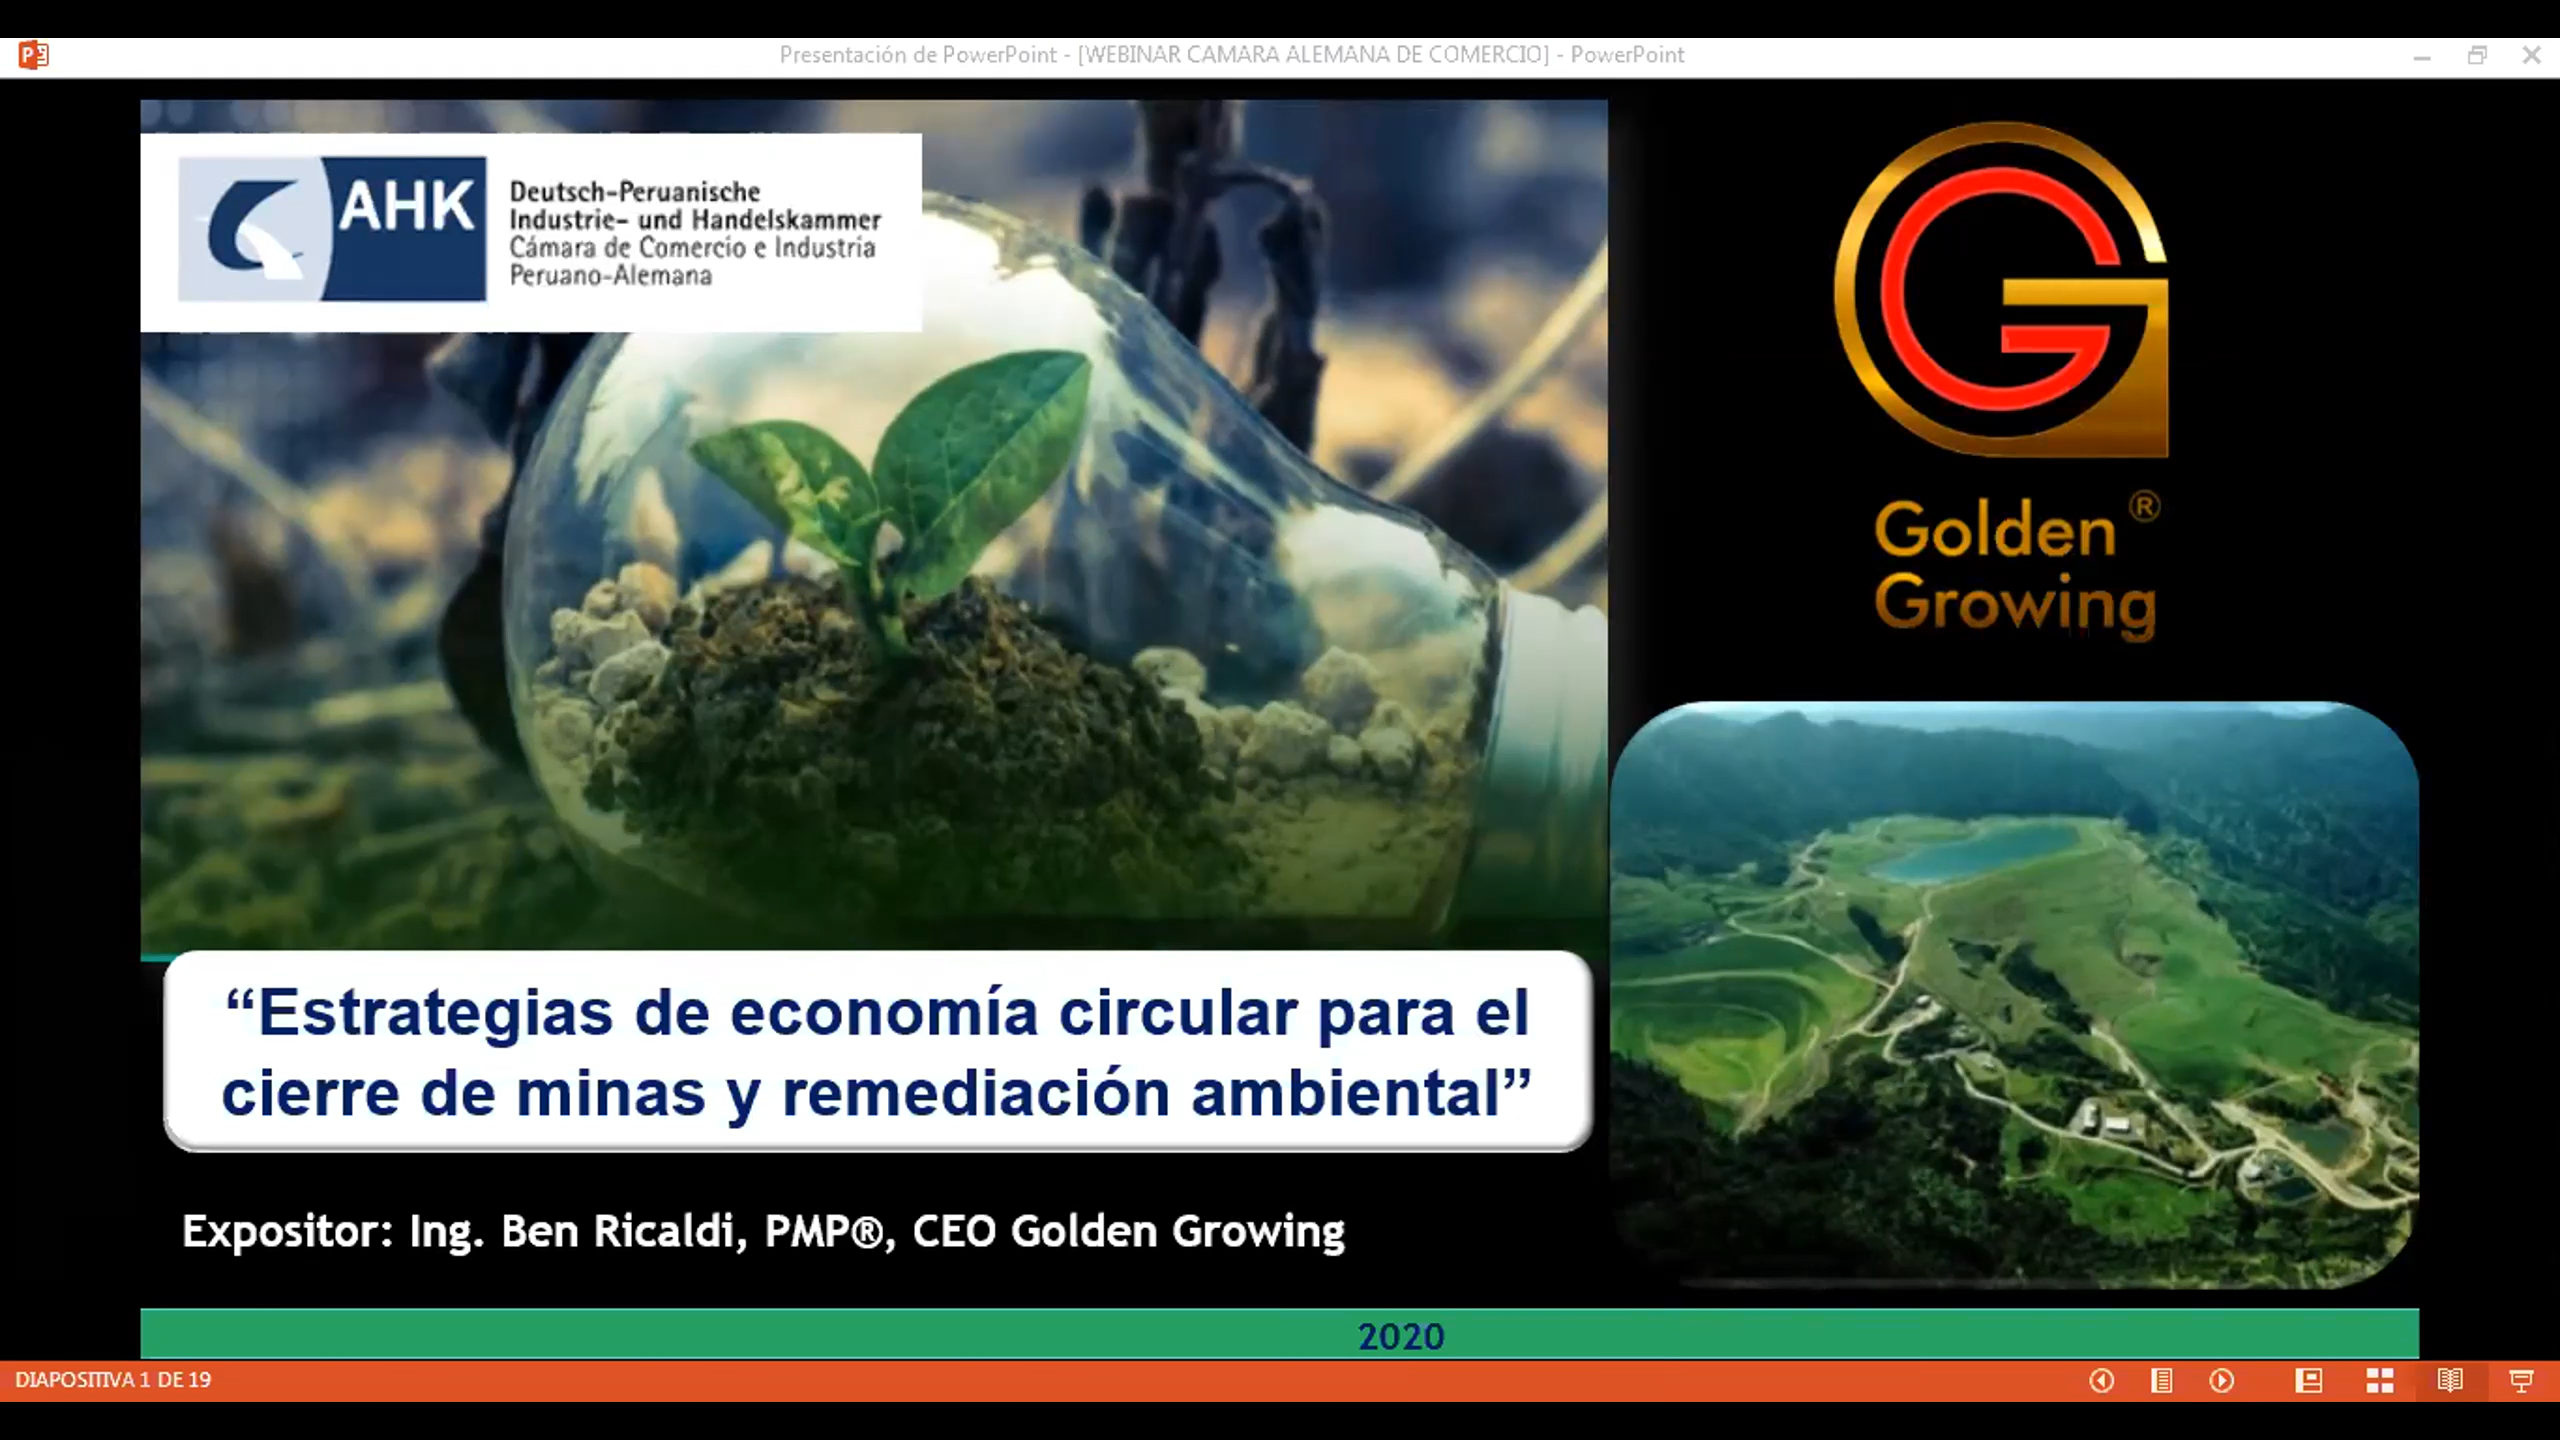 Presentación de PowerPoint - [WEBINAR CAMARA ALEMANA DE COMERCIO] - PowerPoint
AHK
Deutsch-Peruanische
Industrie- und Handelskammer
Cámara de Comercio e Industria
Peruano-Alemana
Golden ®
Growing
“Estrategias de economía circular para el
cierre de minas y remediación ambiental”
Expositor: Ing. Ben Ricaldi, PMP®, CEO Golden Growing
2020
DIAPOSITIVA 1 DE 19